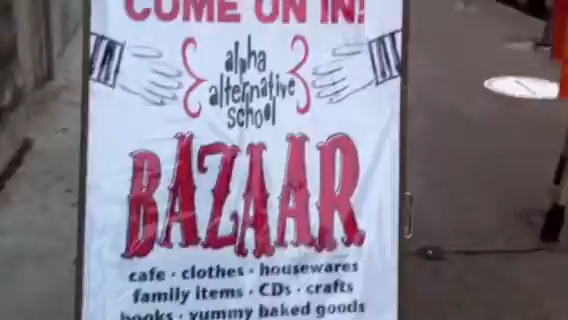 COME ON IN!
alpha
alternative
school
BAZAAR
cafe · clothes · housewares
family items · CDs · crafts
books · yummy baked goods